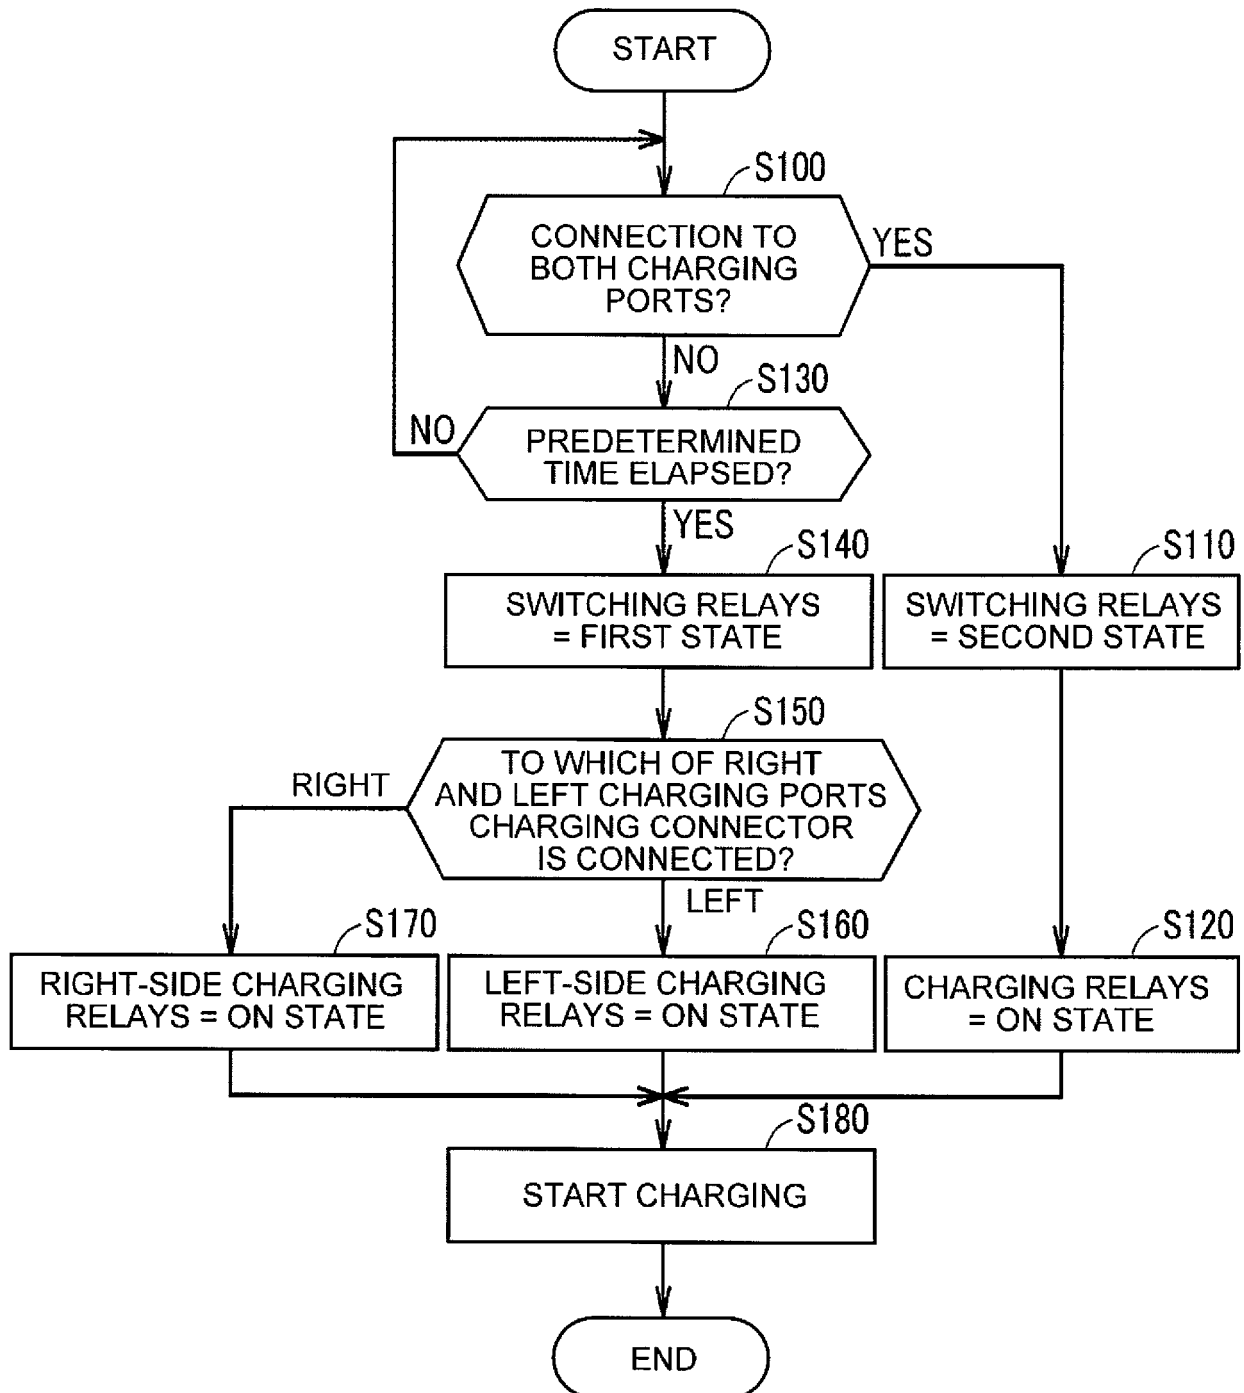 START
S100
CONNECTION TO
BOTH CHARGING
PORTS?
YES
NO
S130
PREDETERMINED
TIME ELAPSED?
NO
YES
S140
SWITCHING RELAYS
= FIRST STATE
S110
SWITCHING RELAYS
= SECOND STATE
S150
TO WHICH OF RIGHT
AND LEFT CHARGING PORTS
CHARGING CONNECTOR
IS CONNECTED?
RIGHT
LEFT
S170
RIGHT-SIDE CHARGING
RELAYS = ON STATE
S160
LEFT-SIDE CHARGING
RELAYS = ON STATE
S120
CHARGING RELAYS
= ON STATE
S180
START CHARGING
END